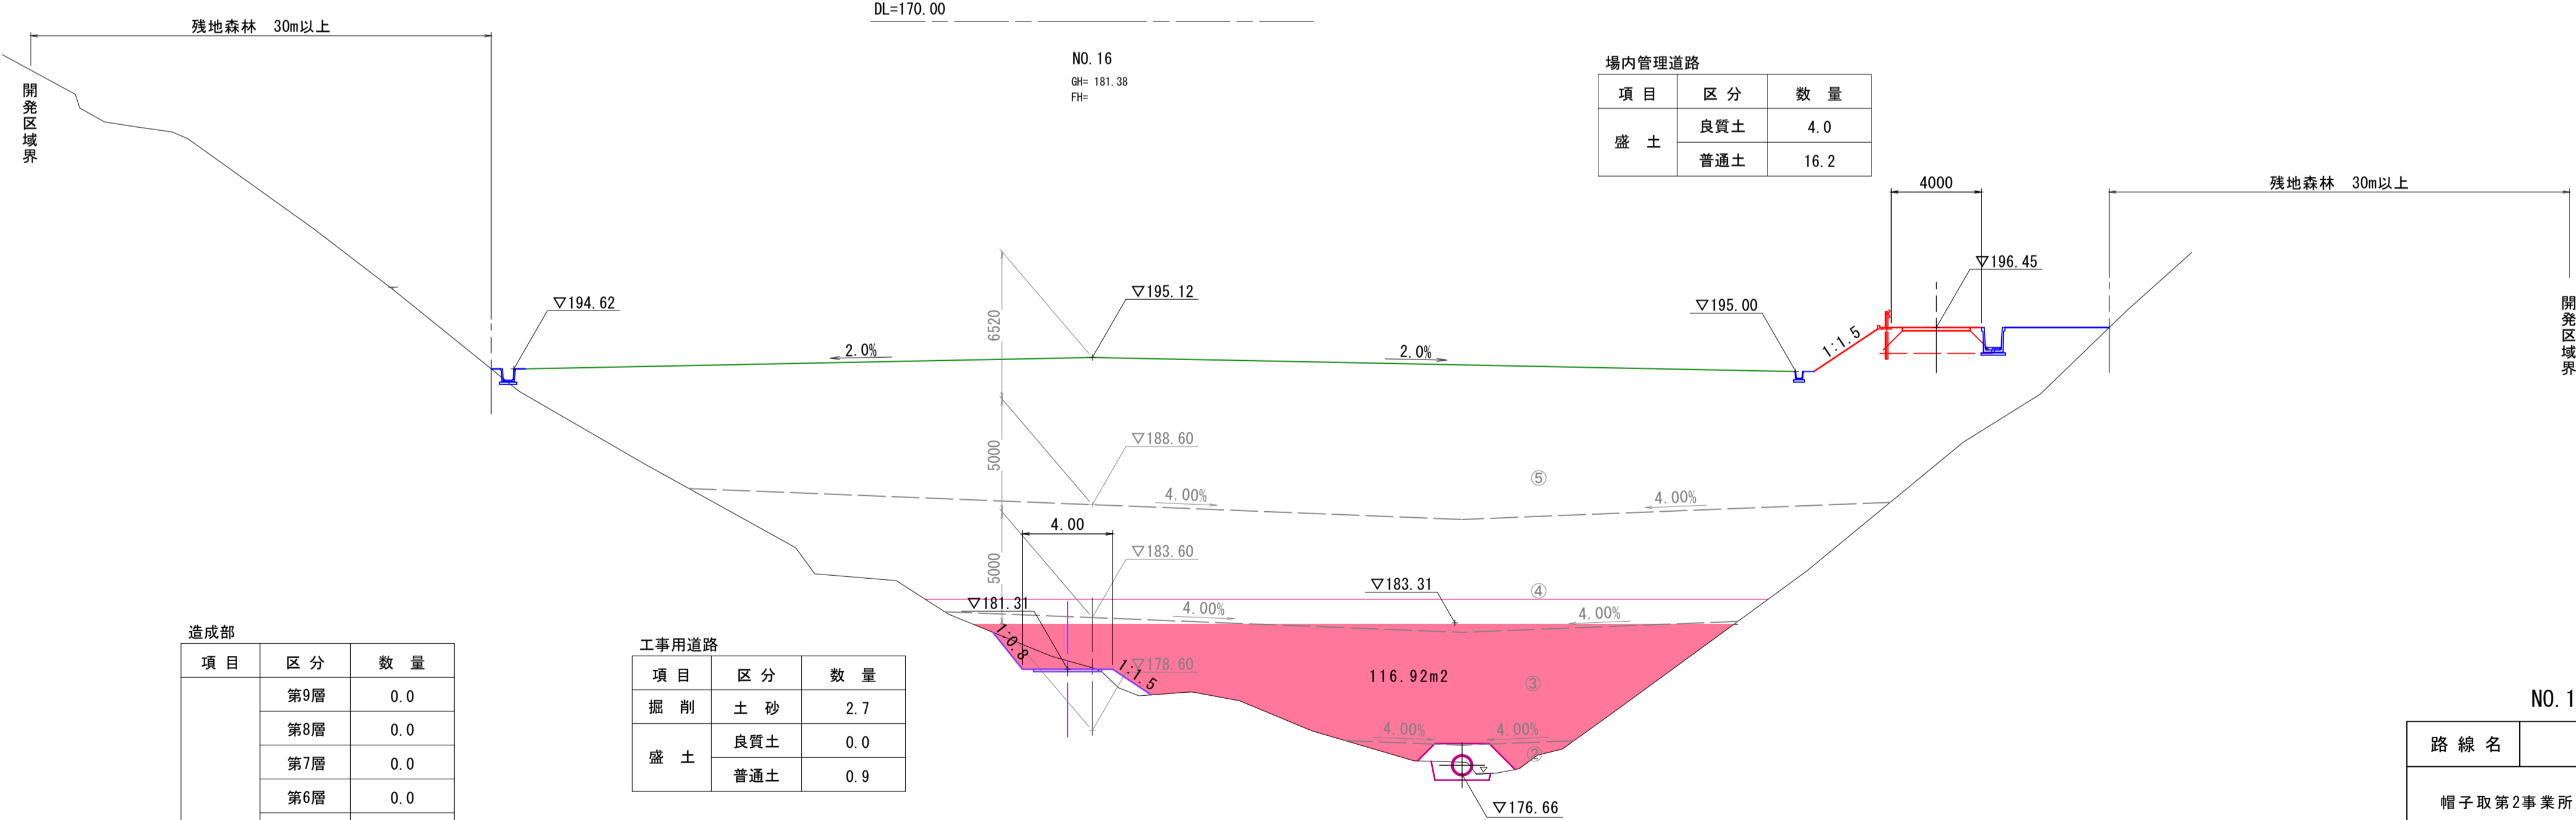 DL=170.00
残地森林　30m以上
開発区域界
NO.16
GH= 181.38
FH=
場内管理道路
項 目　区 分　数 量
盛 土　良質土　4.0
普通土　16.2
4000
残地森林　30m以上
開発区域界
▽196.45
▽194.62
▽195.12
▽195.00
6520
2.0%
2.0%
1:1.5
▽188.60
5000
⑤
4.00%
4.00%
4.00
▽183.60
5000
▽183.31
④
▽181.31
4.00%
4.00%
1:0.8
1:1.5
▽178.60
116.92m2
③
4.00%
4.00%
②
▽176.66
造成部
項 目　区 分　数 量
第9層　0.0
第8層　0.0
第7層　0.0
第6層　0.0
工事用道路
項 目　区 分　数 量
掘 削　土 砂　2.7
盛 土　良質土　0.0
普通土　0.9
NO.1
路 線 名
帽子取第2事業所